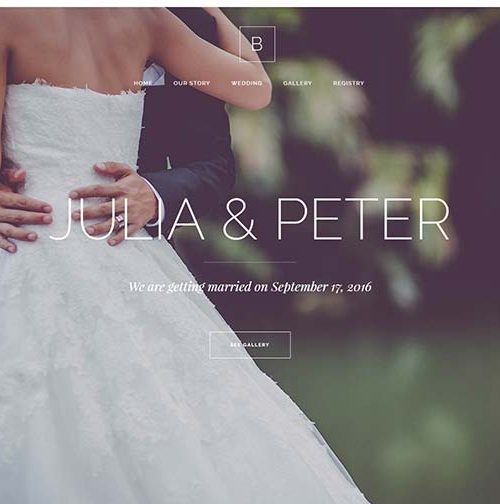 B
HOME OUR STORY WEDDING GALLERY REGISTRY
JULIA & PETER
We are getting married on September 17, 2016
SEE GALLERY